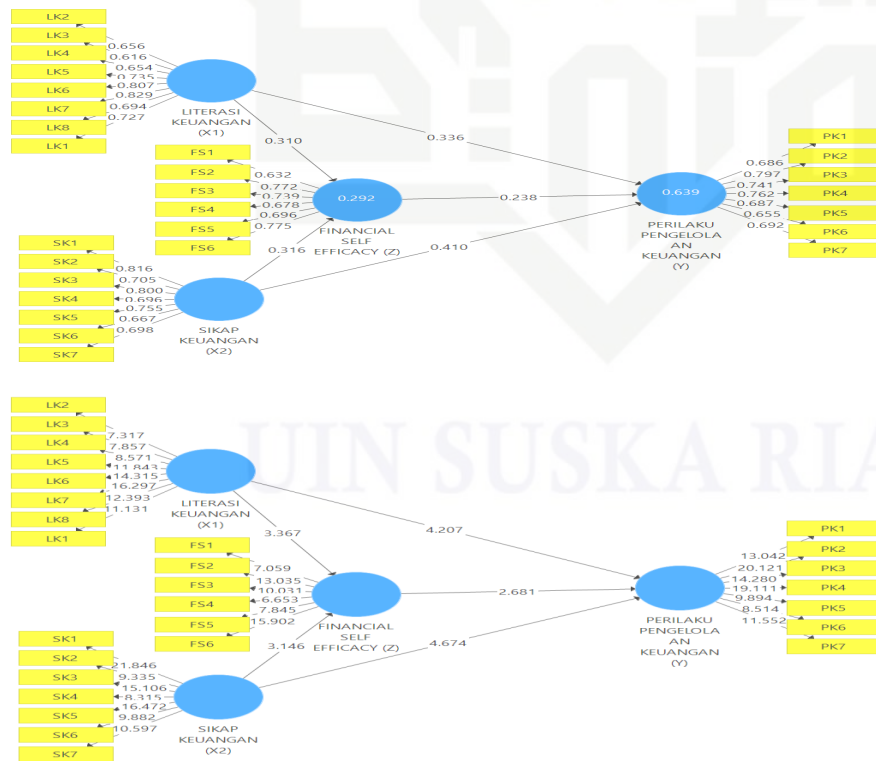 LK2
LK3
LK4
LK5
LK6
LK7
LK8
LK1
0.656
0.616
0.654
0.735
0.807
0.829
0.694
0.727
LITERASI
KEUANGAN
(X1)
0.310
0.336
FS1
FS2
FS3
FS4
FS5
FS6
0.632
0.772
0.739
0.678
0.696
0.775
0.292
FINANCIAL
SELF
EFFICACY (Z)
0.238
0.316
0.410
SK1
SK2
SK3
SK4
SK5
SK6
SK7
0.816
0.705
0.800
0.696
0.755
0.667
0.698
SIKAP
KEUANGAN
(X2)
0.639
PERILAKU
PENGELOLA
AN
KEUANGAN
(Y)
0.686
0.797
0.741
0.762
0.687
0.655
0.692
PK1
PK2
PK3
PK4
PK5
PK6
PK7
UIN SUSKA RIA
LK2
LK3
LK4
LK5
LK6
LK7
LK8
LK1
7.317
7.857
8.571
11.843
14.315
16.297
12.393
11.131
LITERASI
KEUANGAN
(X1)
3.367
4.207
FS1
FS2
FS3
FS4
FS5
FS6
7.059
13.035
10.031
6.653
7.845
15.902
FINANCIAL
SELF
EFFICACY (Z)
2.681
3.146
4.674
SK1
SK2
SK3
SK4
SK5
SK6
SK7
21.846
9.335
15.106
8.315
16.472
9.882
10.597
SIKAP
KEUANGAN
(X2)
PERILAKU
PENGELOLA
AN
KEUANGAN
(Y)
13.042
20.121
14.280
19.111
9.894
8.514
11.552
PK1
PK2
PK3
PK4
PK5
PK6
PK7